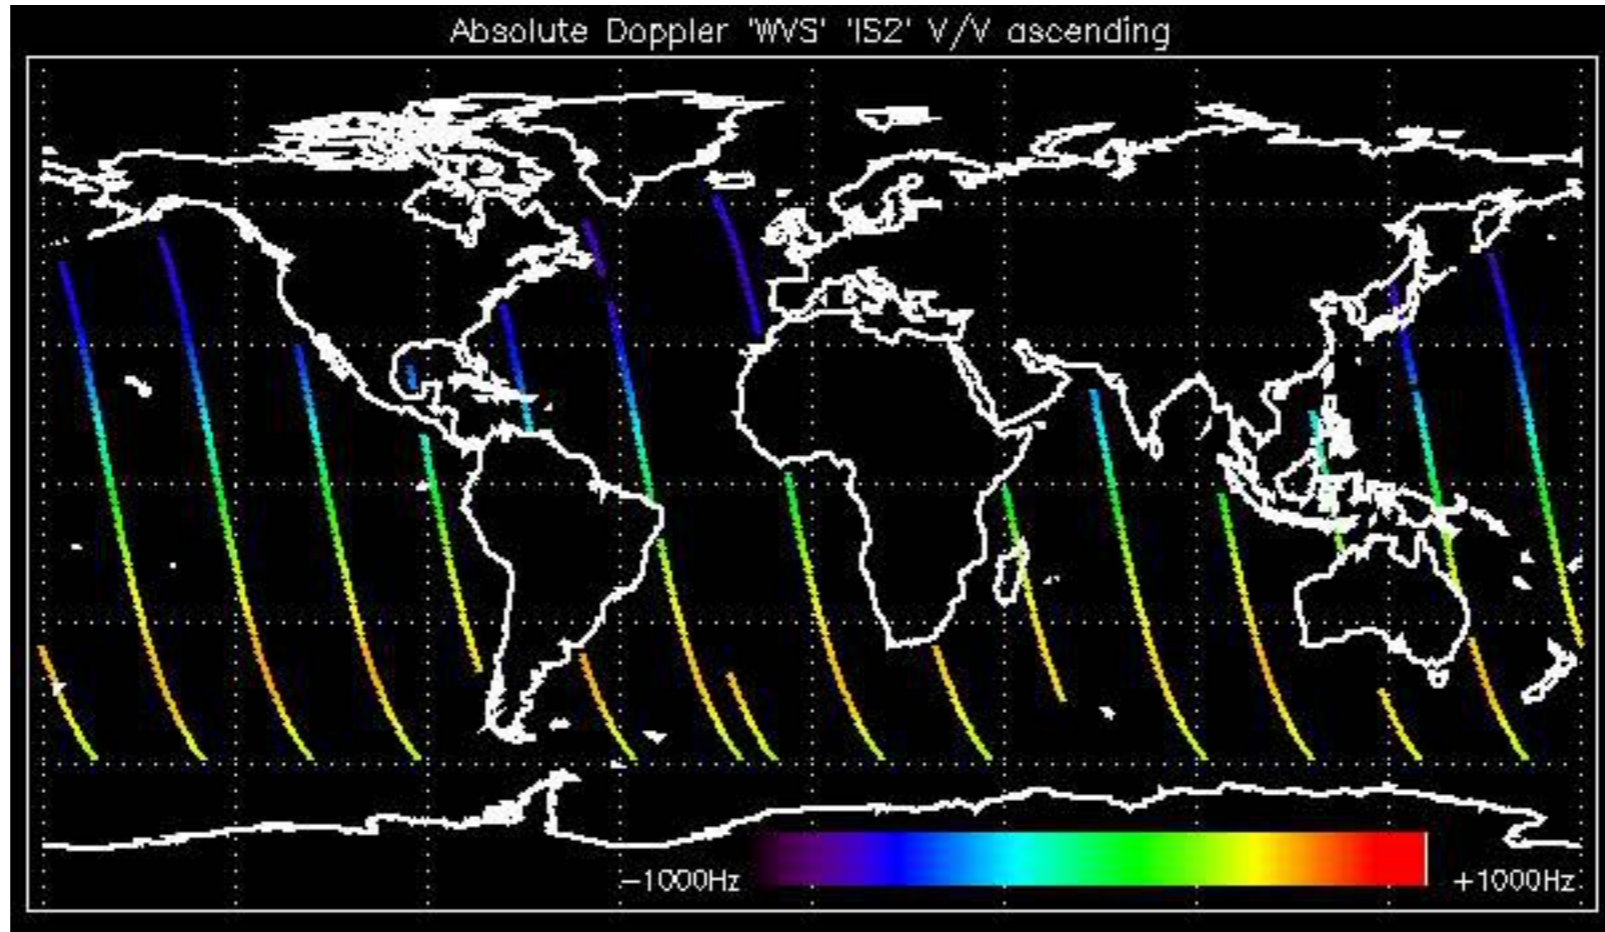 Absolute Doppler 'WVS' 'IS2' V/V ascending
−1000Hz
+1000Hz